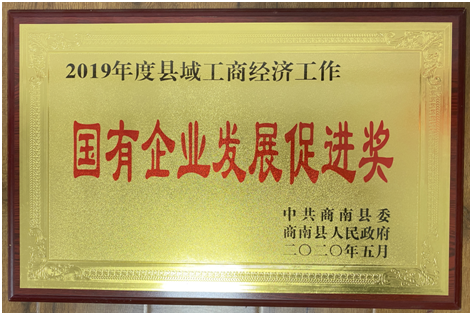 2019年度县域工商经济工作
国有企业发展促进奖
中共商南县委
商南县人民政府
二〇二〇年五月